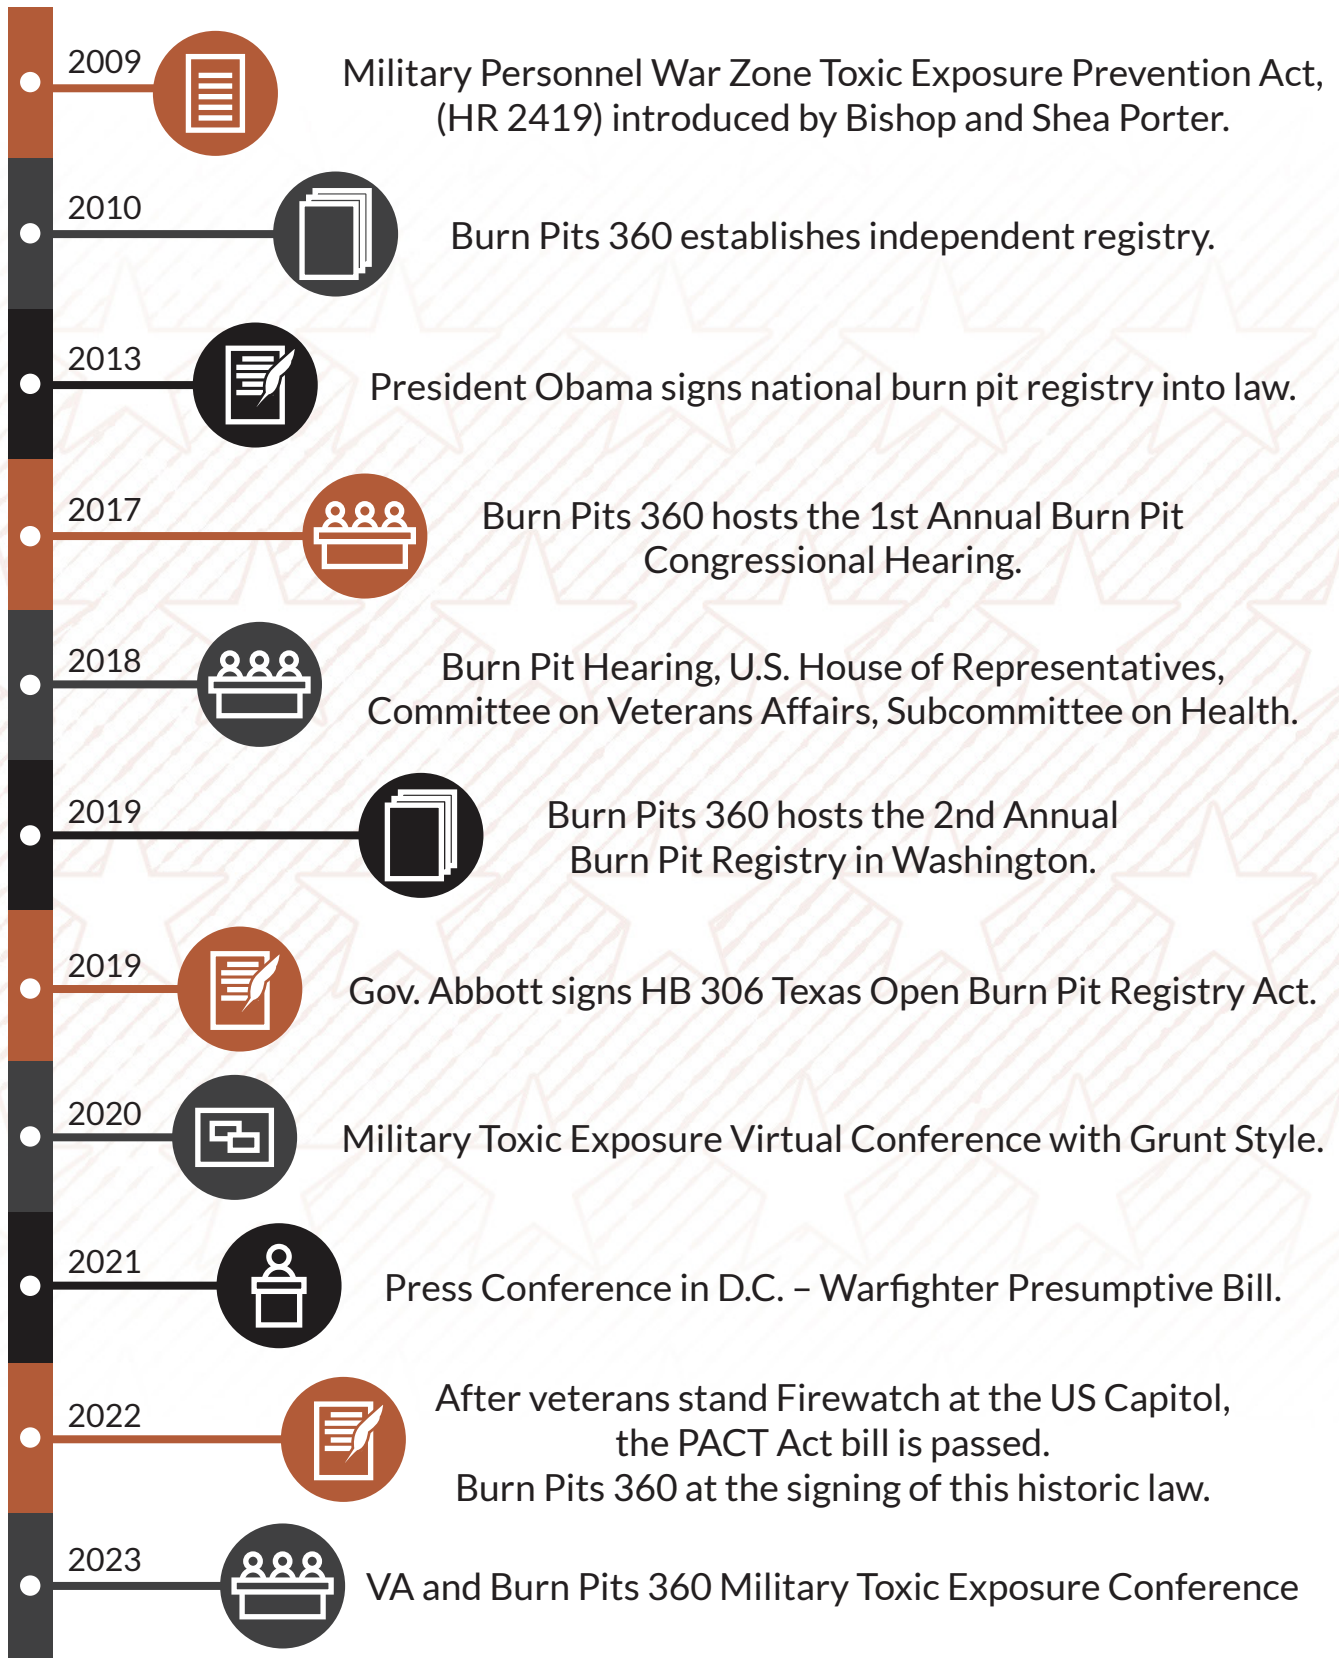 2009
Military Personnel War Zone Toxic Exposure Prevention Act,
(HR 2419) introduced by Bishop and Shea Porter.
2010
Burn Pits 360 establishes independent registry.
2013
President Obama signs national burn pit registry into law.
2017
Burn Pits 360 hosts the 1st Annual Burn Pit
Congressional Hearing.
2018
Burn Pit Hearing, U.S. House of Representatives,
Committee on Veterans Affairs, Subcommittee on Health.
2019
Burn Pits 360 hosts the 2nd Annual
Burn Pit Registry in Washington.
2019
Gov. Abbott signs HB 306 Texas Open Burn Pit Registry Act.
2020
Military Toxic Exposure Virtual Conference with Grunt Style.
2021
Press Conference in D.C. – Warfighter Presumptive Bill.
2022
After veterans stand Firewatch at the US Capitol,
the PACT Act bill is passed.
Burn Pits 360 at the signing of this historic law.
2023
VA and Burn Pits 360 Military Toxic Exposure Conference